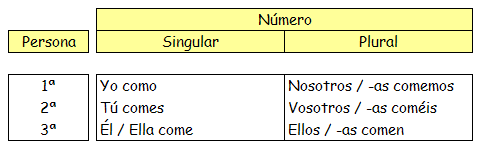 Número
Persona Singular Plural
1ª Yo como Nosotros / -as comemos
2ª Tú comes Vosotros / -as coméis
3ª Él / Ella come Ellos / -as comen